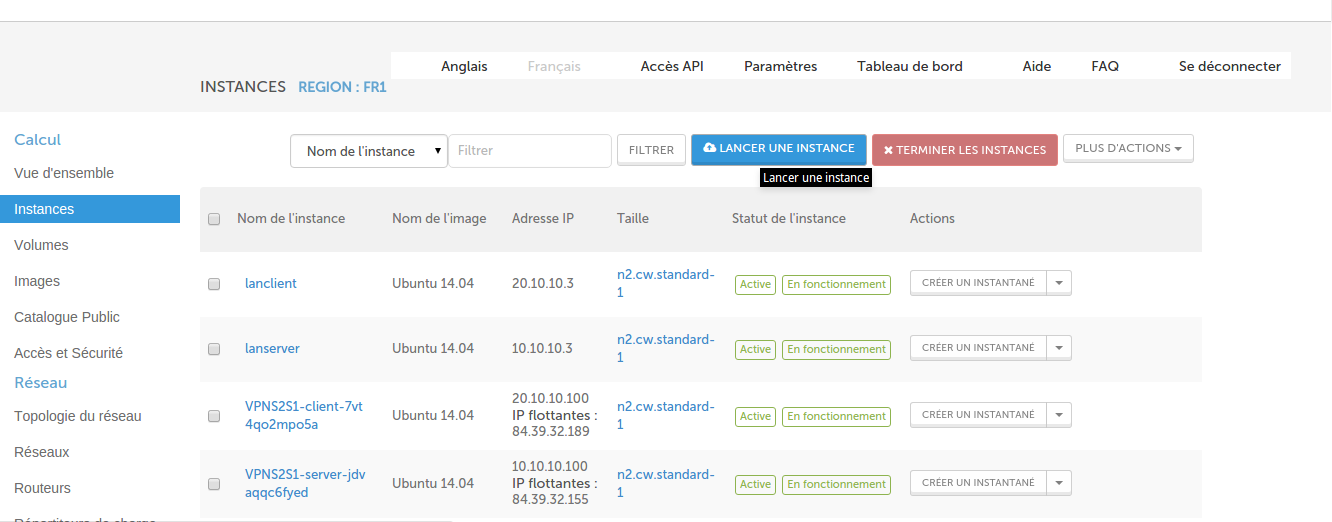 Anglais Français Accès API Paramètres Tableau de bord Aide FAQ Se déconnecter
INSTANCES REGION : FR1
Calcul
Vue d'ensemble
Instances
Volumes
Images
Catalogue Public
Accès et Sécurité
Réseau
Topologie du réseau
Réseaux
Routeurs
Nom de l'instance Filtrer FILTRER LANCER UNE INSTANCE TERMINER LES INSTANCES PLUS D'ACTIONS
Lancer une instance
Nom de l'instance Nom de l'image Adresse IP Taille Statut de l'instance Actions
lanclient Ubuntu 14.04 20.10.10.3 n2.cw.standard-
1 Active En fonctionnement CRÉER UN INSTANTANÉ
lanserver Ubuntu 14.04 10.10.10.3 n2.cw.standard-
1 Active En fonctionnement CRÉER UN INSTANTANÉ
VPNS2S1-client-7vt
4qo2mpo5a Ubuntu 14.04 20.10.10.100
IP flottantes :
84.39.32.189 n2.cw.standard-
1 Active En fonctionnement CRÉER UN INSTANTANÉ
VPNS2S1-server-jdv
aqqc6fyed Ubuntu 14.04 10.10.10.100
IP flottantes :
84.39.32.155 n2.cw.standard-
1 Active En fonctionnement CRÉER UN INSTANTANÉ